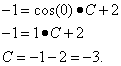 -1 = cos(0) • C + 2
-1 = 1 • C + 2
C = -1 - 2 = -3.